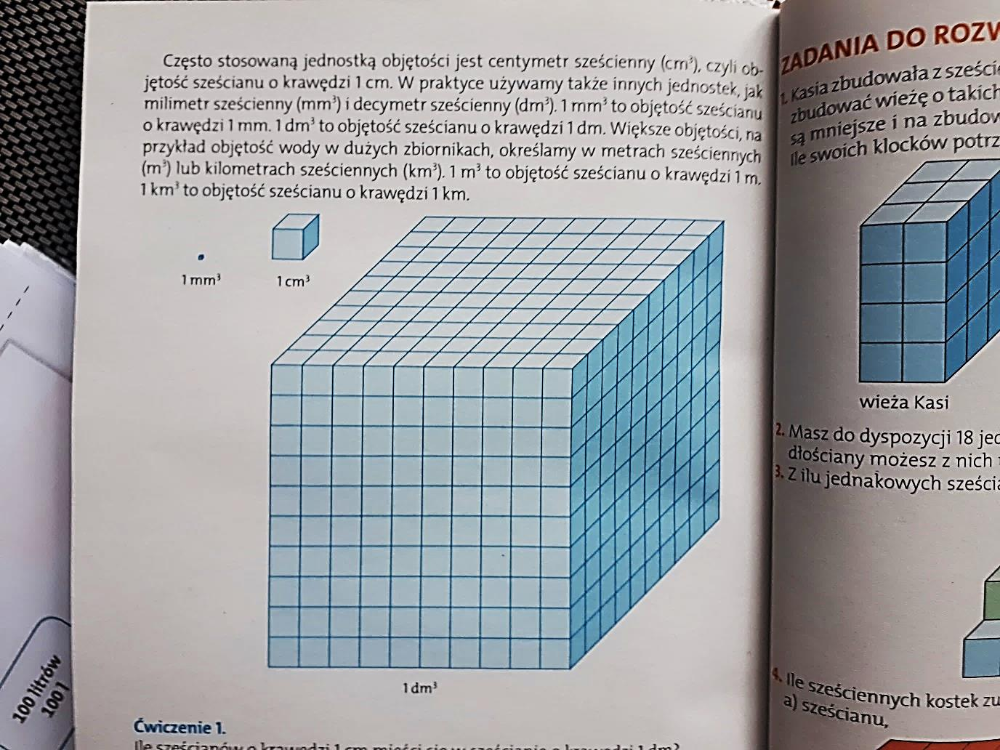 Często stosowaną jednostką objętości jest centymetr sześcienny (cm³), czyli ob-
jętość sześcianu o krawędzi 1 cm. W praktyce używamy także innych jednostek, jak
milimetr sześcienny (mm³) i decymetr sześcienny (dm³). 1 mm³ to objętość sześcianu
o krawędzi 1 mm. 1 dm³ to objętość sześcianu o krawędzi 1 dm. Większe objętości, na
przykład objętość wody w dużych zbiornikach, określamy w metrach sześciennych
(m³) lub kilometrach sześciennych (km³). 1 m³ to objętość sześcianu o krawędzi 1 m.
1 km³ to objętość sześcianu o krawędzi 1 km.
1 mm³
1 cm³
1 dm³
Ćwiczenie 1.
Ile sześcianów o krawędzi 1 cm mieści się w sześcianie o krawędzi 1 dm?
100 litrów
100 l
ZADANIA DO ROZW
1. Kasia zbudowała z szeście
zbudować wieżę o takich
są mniejsze i na zbudow
Ile swoich klocków potrz
wieża Kasi
2. Masz do dyspozycji 18 jed
dłościany możesz z nich
3. Z ilu jednakowych sześcia
4. Ile sześciennych kostek zu
a) sześcianu,